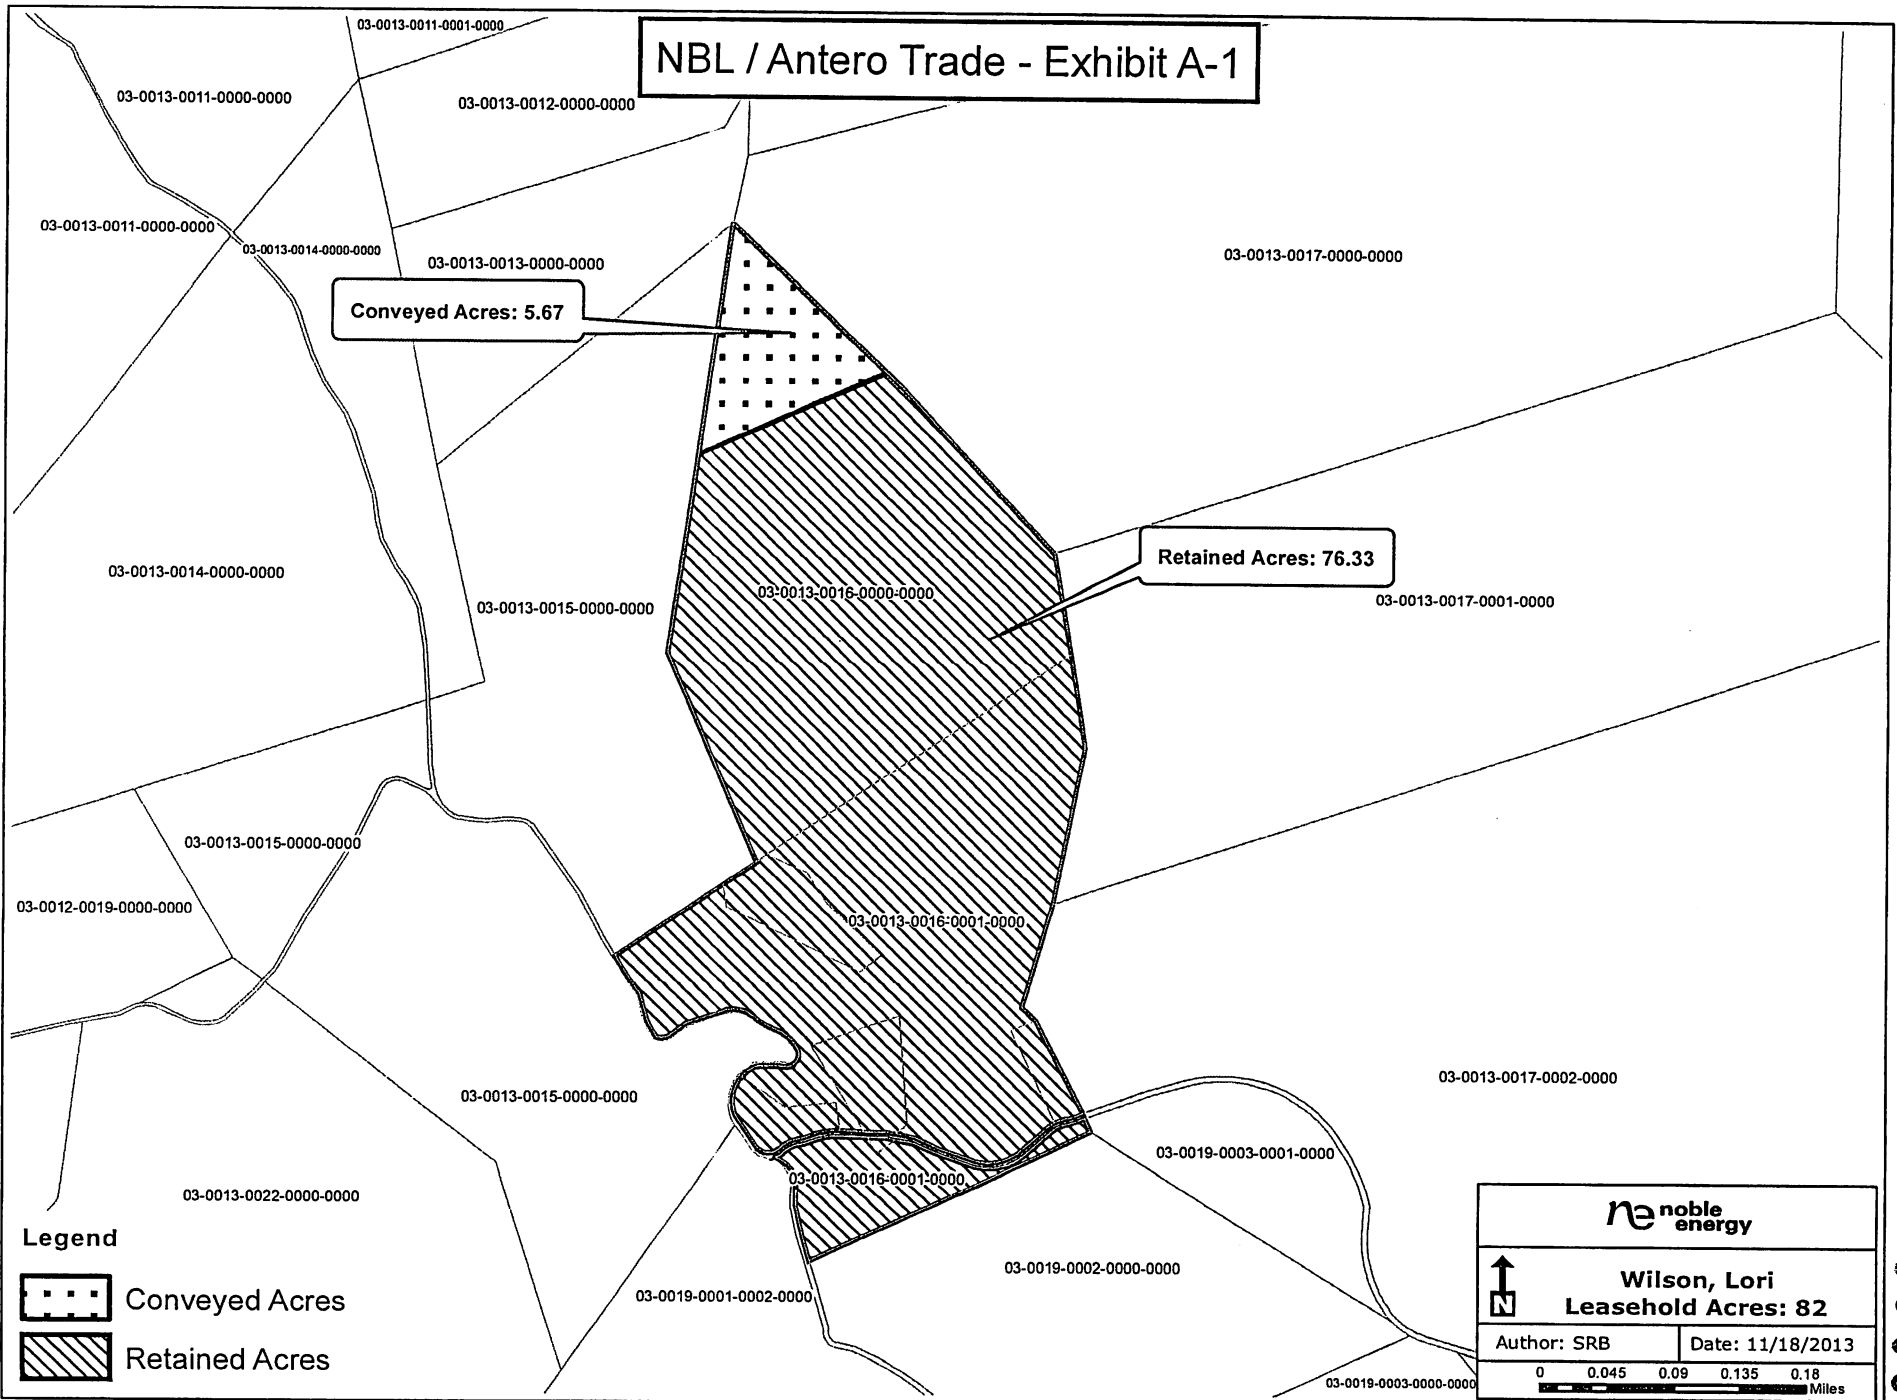 03-0013-0011-0001-0000
NBL / Antero Trade - Exhibit A-1
03-0013-0011-0000-0000
03-0013-0012-0000-0000
03-0013-0011-0000-0000
03-0013-0014-0000-0000
03-0013-0013-0000-0000
03-0013-0017-0000-0000
Conveyed Acres: 5.67
Retained Acres: 76.33
03-0013-0014-0000-0000
03-0013-0015-0000-0000
03-0013-0016-0000-0000
03-0013-0017-0001-0000
03-0013-0015-0000-0000
03-0012-0019-0000-0000
03-0013-0016-0001-0000
03-0013-0015-0000-0000
03-0013-0017-0002-0000
03-0019-0003-0001-0000
03-0013-0016-0001-0000
03-0013-0022-0000-0000
03-0019-0002-0000-0000
03-0019-0001-0002-0000
03-0019-0003-0000-0000
Legend
Conveyed Acres
Retained Acres
ne noble
energy
N
Wilson, Lori
Leasehold Acres: 82
Author: SRB
Date: 11/18/2013
0 0.045 0.09 0.135 0.18
Miles